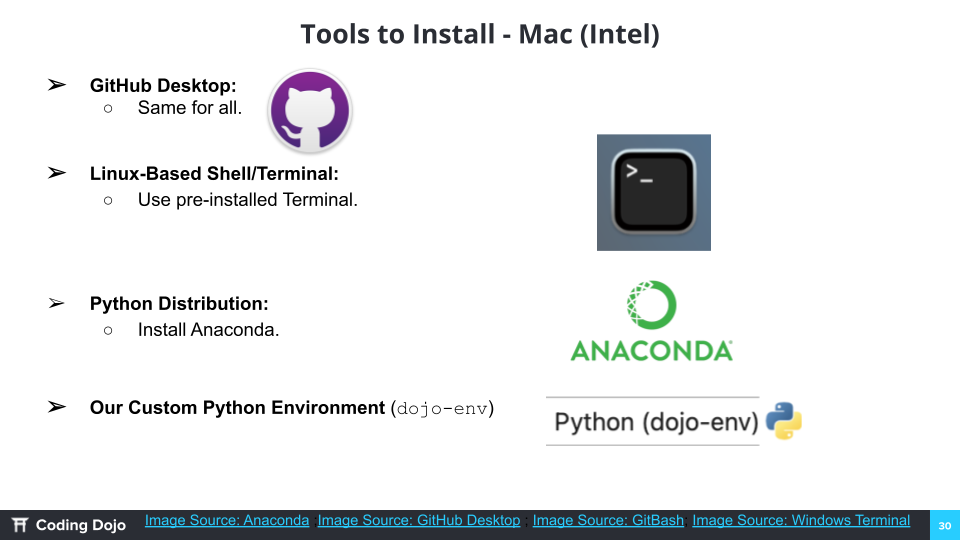 Tools to Install - Mac (Intel)
➢ GitHub Desktop:
○ Same for all.
➢ Linux-Based Shell/Terminal:
○ Use pre-installed Terminal.
>_
➢ Python Distribution:
○ Install Anaconda.
ANACONDA
➢ Our Custom Python Environment (dojo-env)
Python (dojo-env)
Coding Dojo
Image Source: Anaconda ;Image Source: GitHub Desktop ; Image Source: GitBash; Image Source: Windows Terminal
30